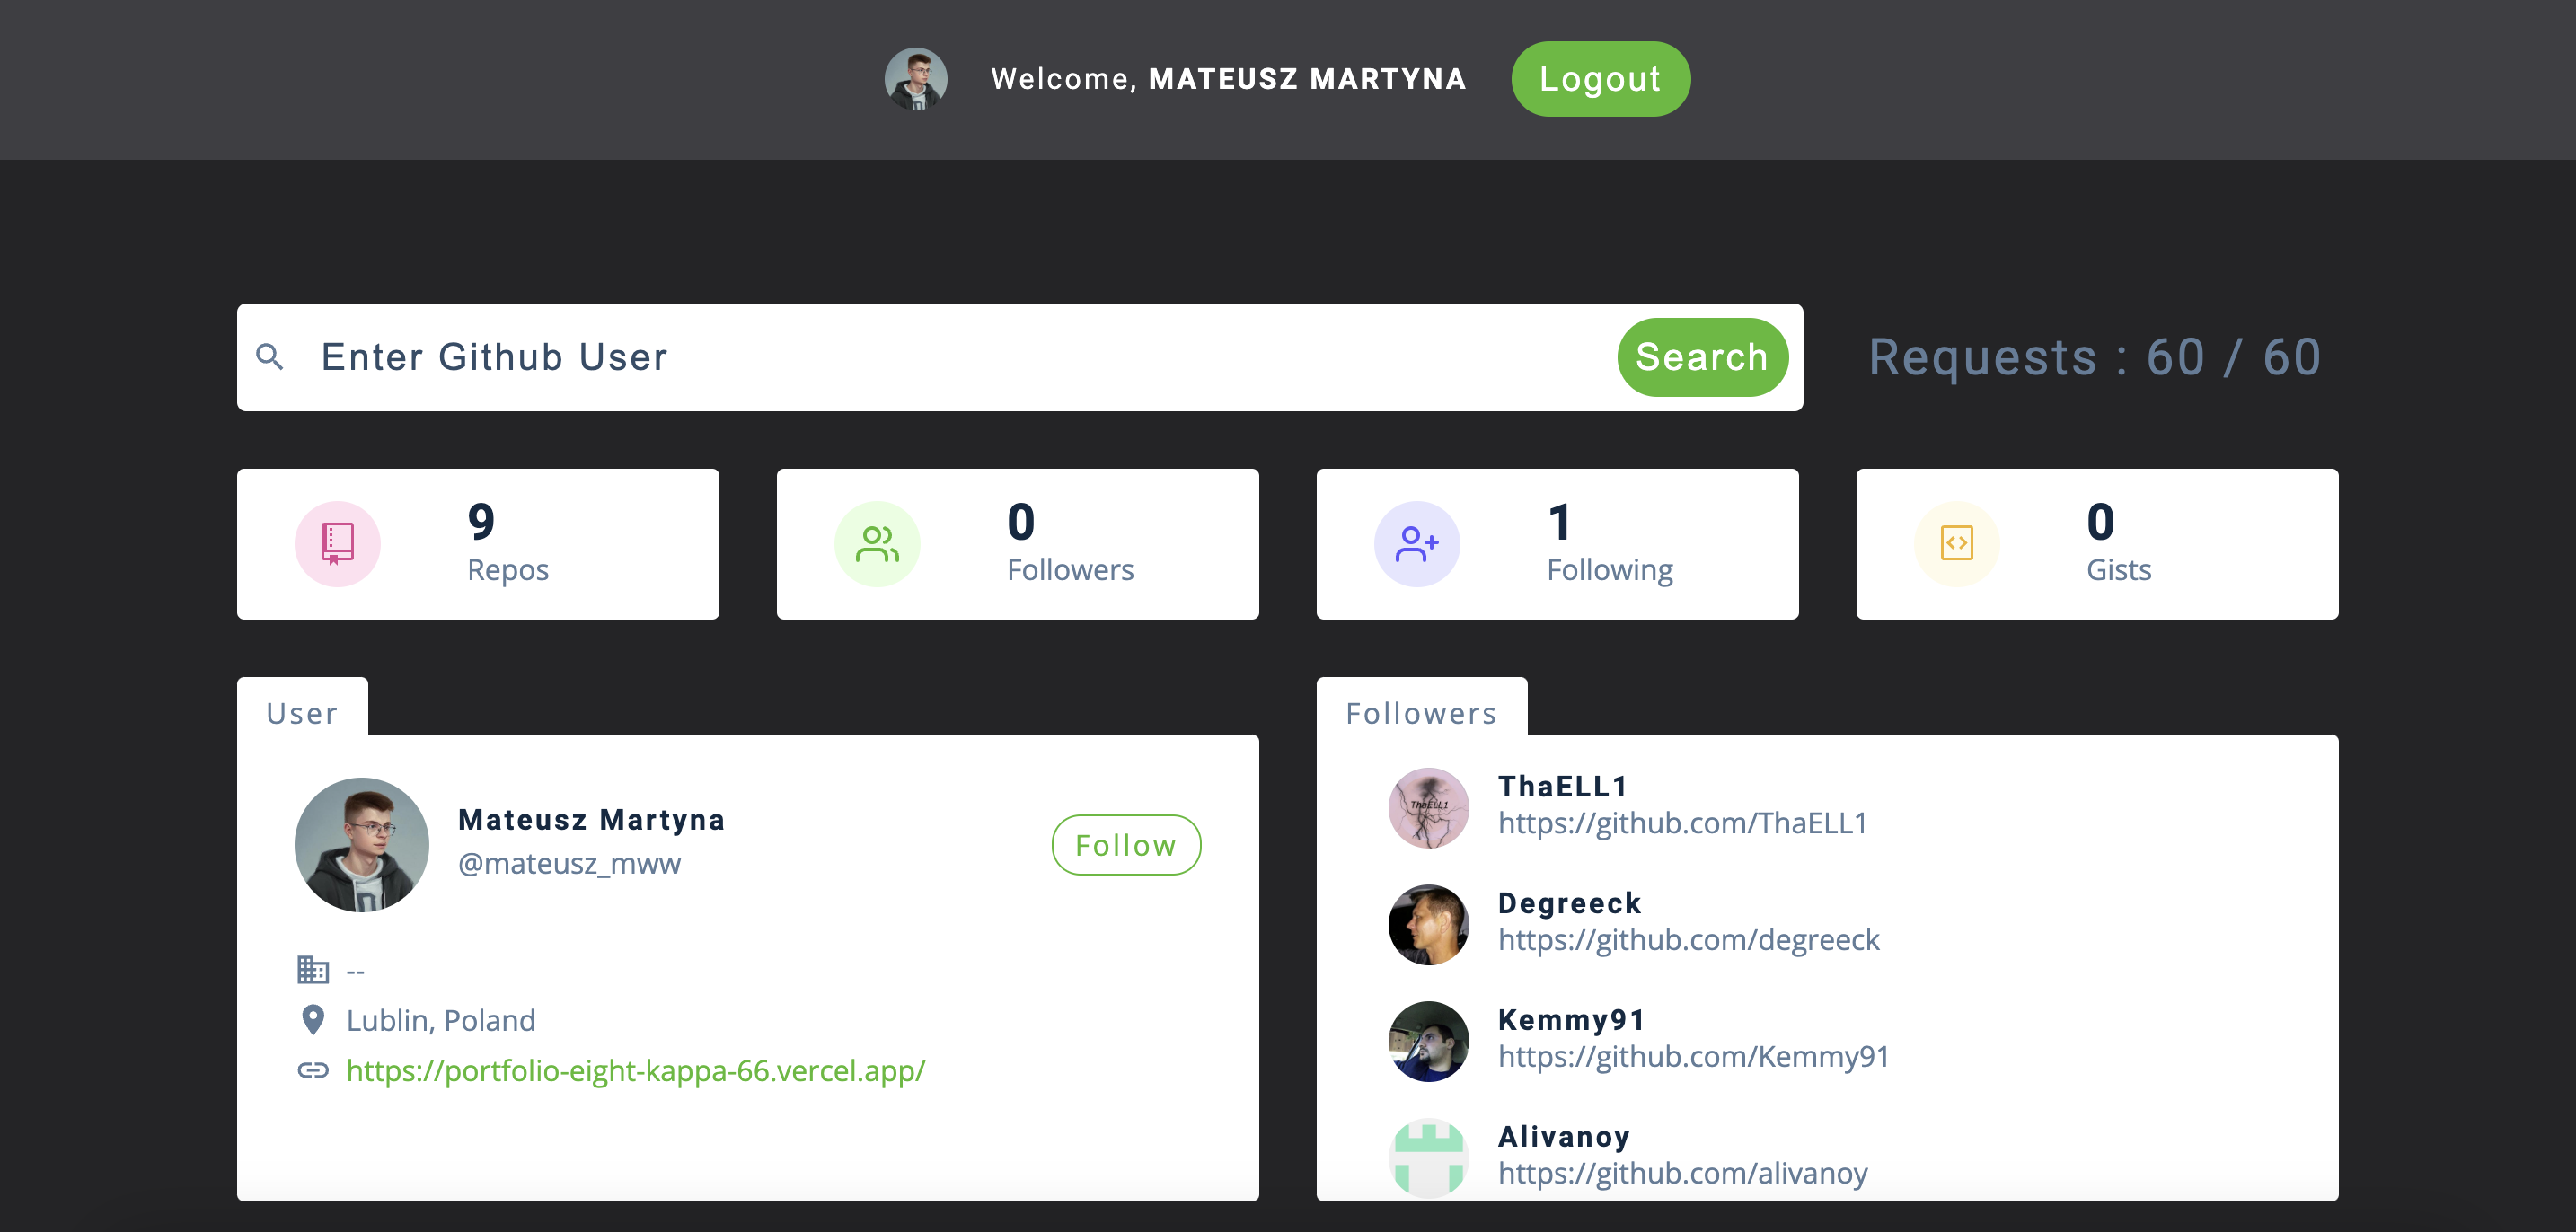 Welcome, MATEUSZ MARTYNA
Logout
Enter Github User
Search
Requests : 60 / 60
9
Repos
0
Followers
1
Following
0
Gists
User
Mateusz Martyna
@mateusz_mww
Follow
--
Lublin, Poland
https://portfolio-eight-kappa-66.vercel.app/
Followers
ThaELL1
ThaELL1
https://github.com/ThaELL1
Degreeck
https://github.com/degreeck
Kemmy91
https://github.com/Kemmy91
Alivanoy
https://github.com/alivanoy